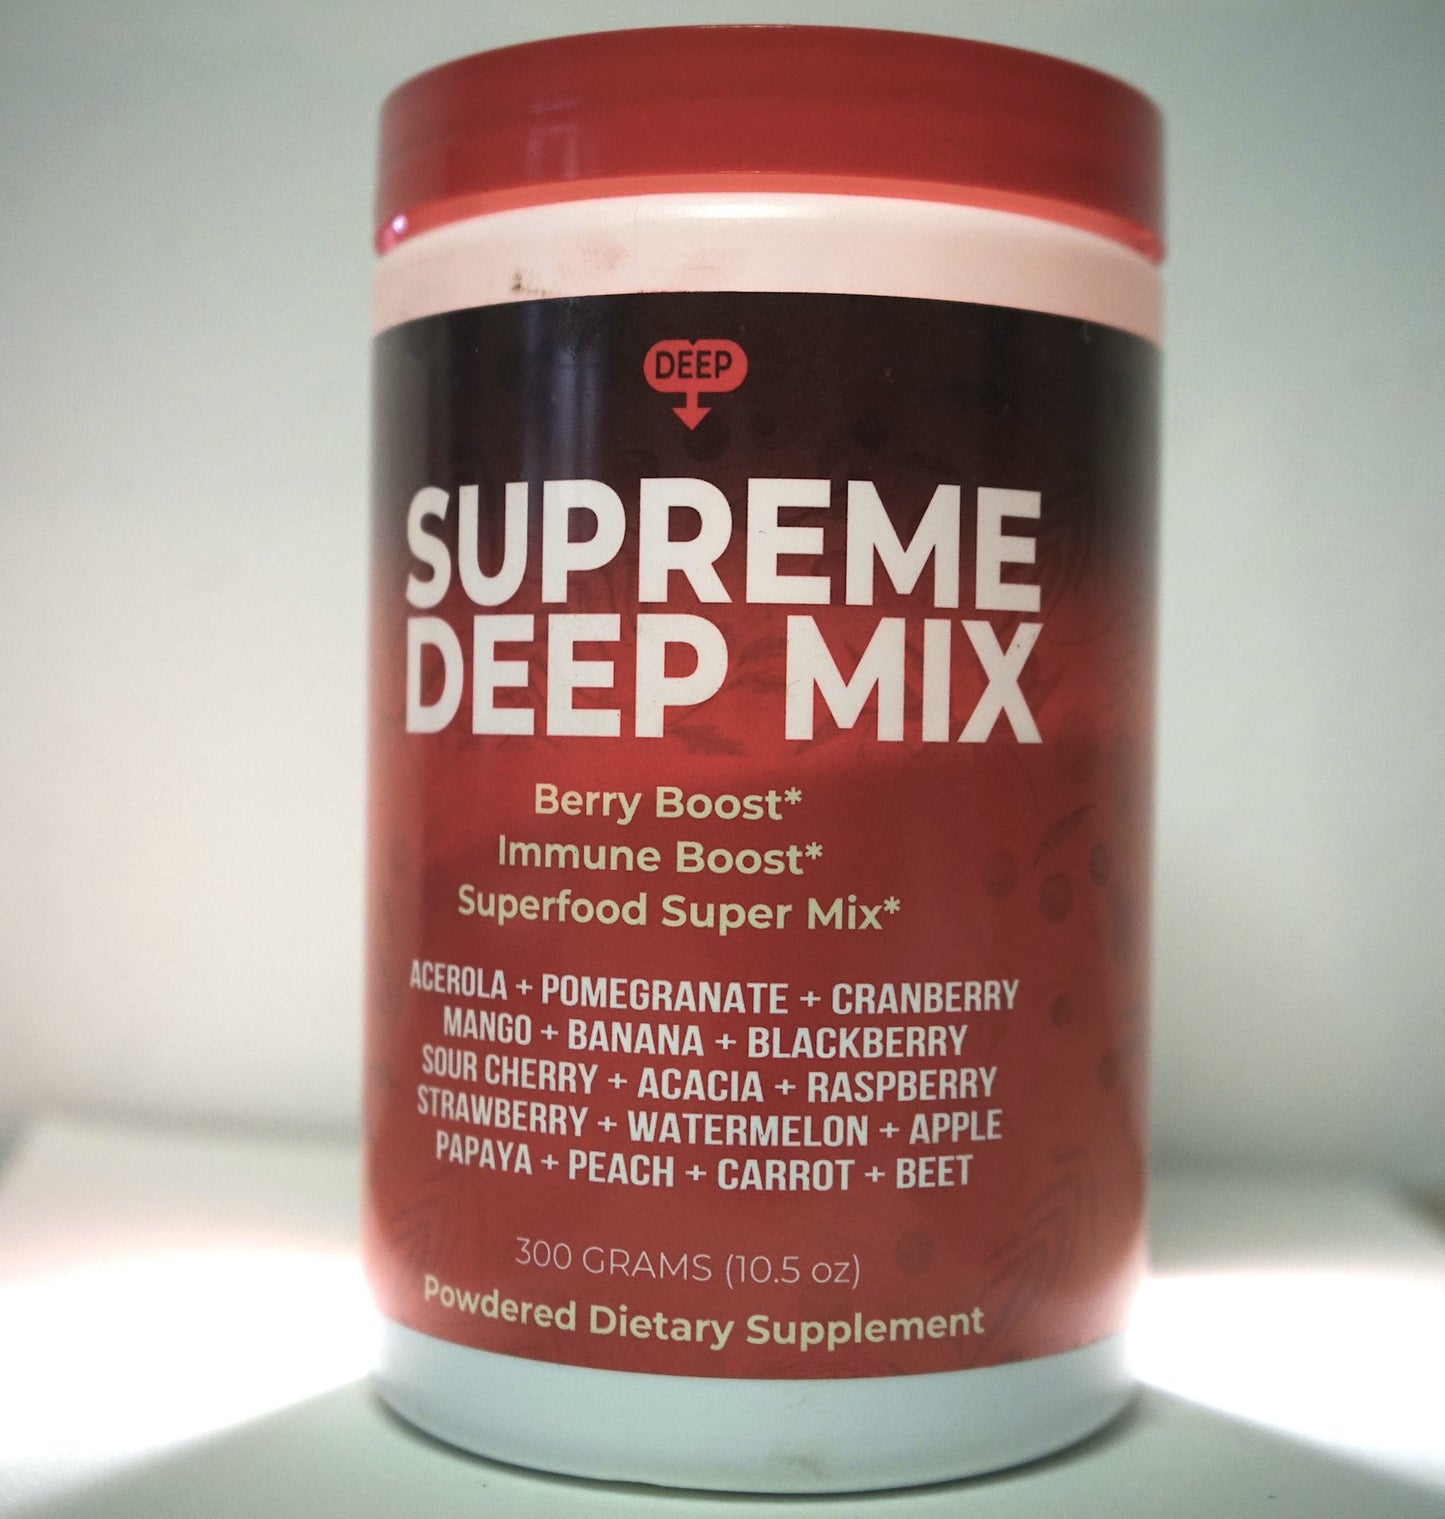 DEEP
SUPREME
DEEP MIX
Berry Boost*
Immune Boost*
Superfood Super Mix*
ACEROLA + POMEGRANATE + CRANBERRY
MANGO + BANANA + BLACKBERRY
SOUR CHERRY + ACACIA + RASPBERRY
STRAWBERRY + WATERMELON + APPLE
PAPAYA + PEACH + CARROT + BEET
300 GRAMS (10.5 oz)
Powdered Dietary Supplement